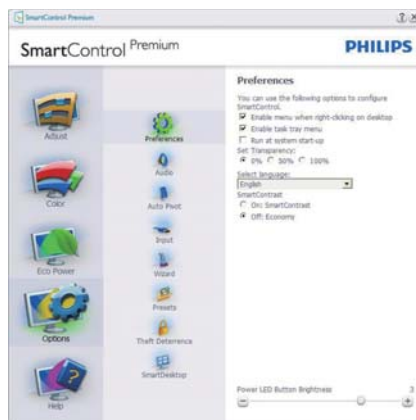 SmartControl Premium
SmartControl Premium
PHILIPS
Adjust
Color
Eco Power
Options
Help
Preferences
Audio
Auto Pivot
Input
Wizard
Presets
Theft Deterrence
SmartDesktop
Preferences
You can use the following options to configure
SmartControl.
Enable menu when right-clicking on desktop
Enable task tray menu
Run at system start-up
Set Transparency:
0% 50% 100%
Select language:
English
SmartContrast
On: SmartContrast
Off: Economy
Power LED Button Brightness 3